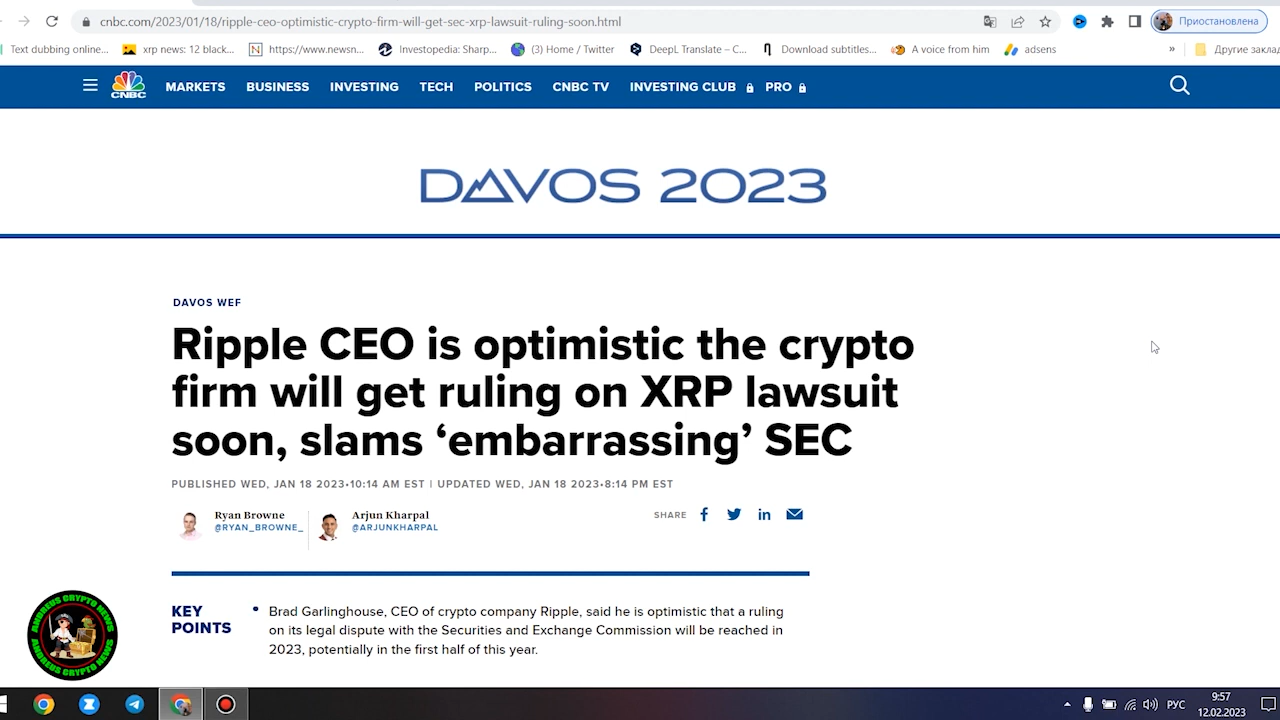 cnbc.com/2023/01/18/ripple-ceo-optimistic-crypto-firm-will-get-sec-xrp-lawsuit-ruling-soon.html
Приостановлена
Text dubbing online... xrp news: 12 black... https://www.newsn... Investopedia: Sharp... (3) Home / Twitter DeepL Translate – C... Download subtitles... A voice from him adsens » Другие заклад
CNBC MARKETS BUSINESS INVESTING TECH POLITICS CNBC TV INVESTING CLUB PRO
DAVOS 2023
DAVOS WEF
Ripple CEO is optimistic the crypto
firm will get ruling on XRP lawsuit
soon, slams ‘embarrassing’ SEC
PUBLISHED WED, JAN 18 2023•10:14 AM EST | UPDATED WED, JAN 18 2023•8:14 PM EST
Ryan Browne
@RYAN_BROWNE_
Arjun Kharpal
@ARJUNKHARPAL
SHARE
KEY
POINTS
• Brad Garlinghouse, CEO of crypto company Ripple, said he is optimistic that a ruling
on its legal dispute with the Securities and Exchange Commission will be reached in
2023, potentially in the first half of this year.
ANDREUS CRYPTO NEWS
ANDREUS CRYPTO NEWS
РУС
9:57
12.02.2023